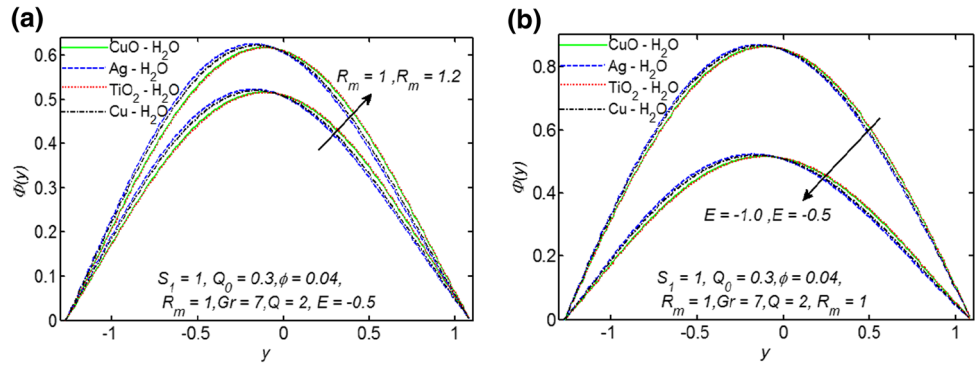 (a)
Φ(y)
0.6
0.5
0.4
0.3
0.2
0.1
0
CuO - H₂O
Ag - H₂O
TiO₂ - H₂O
Cu - H₂O
R_m = 1 ,R_m = 1.2
S₁ = 1, Q₀ = 0.3,ϕ = 0.04,
R_m = 1,Gr = 7,Q = 2, E = -0.5
-1
-0.5
0
0.5
1
y
(b)
Φ(y)
0.8
0.6
0.4
0.2
0
CuO - H₂O
Ag - H₂O
TiO₂ - H₂O
Cu - H₂O
E = -1.0 ,E = -0.5
S₁ = 1, Q₀ = 0.3,ϕ = 0.04,
R_m = 1,Gr = 7,Q = 2, R_m = 1
-1
-0.5
0
0.5
1
y